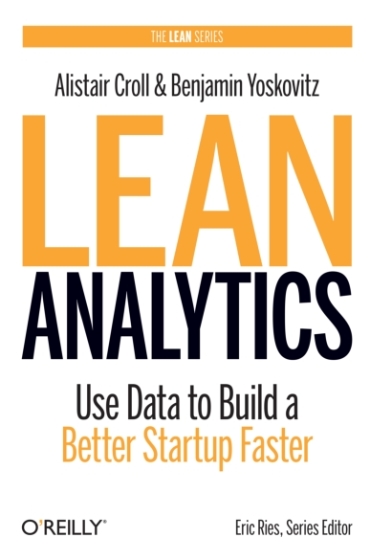 THE LEAN SERIES
Alistair Croll & Benjamin Yoskovitz
LEAN
ANALYTICS
Use Data to Build a
Better Startup Faster
O'REILLY®
Eric Ries, Series Editor